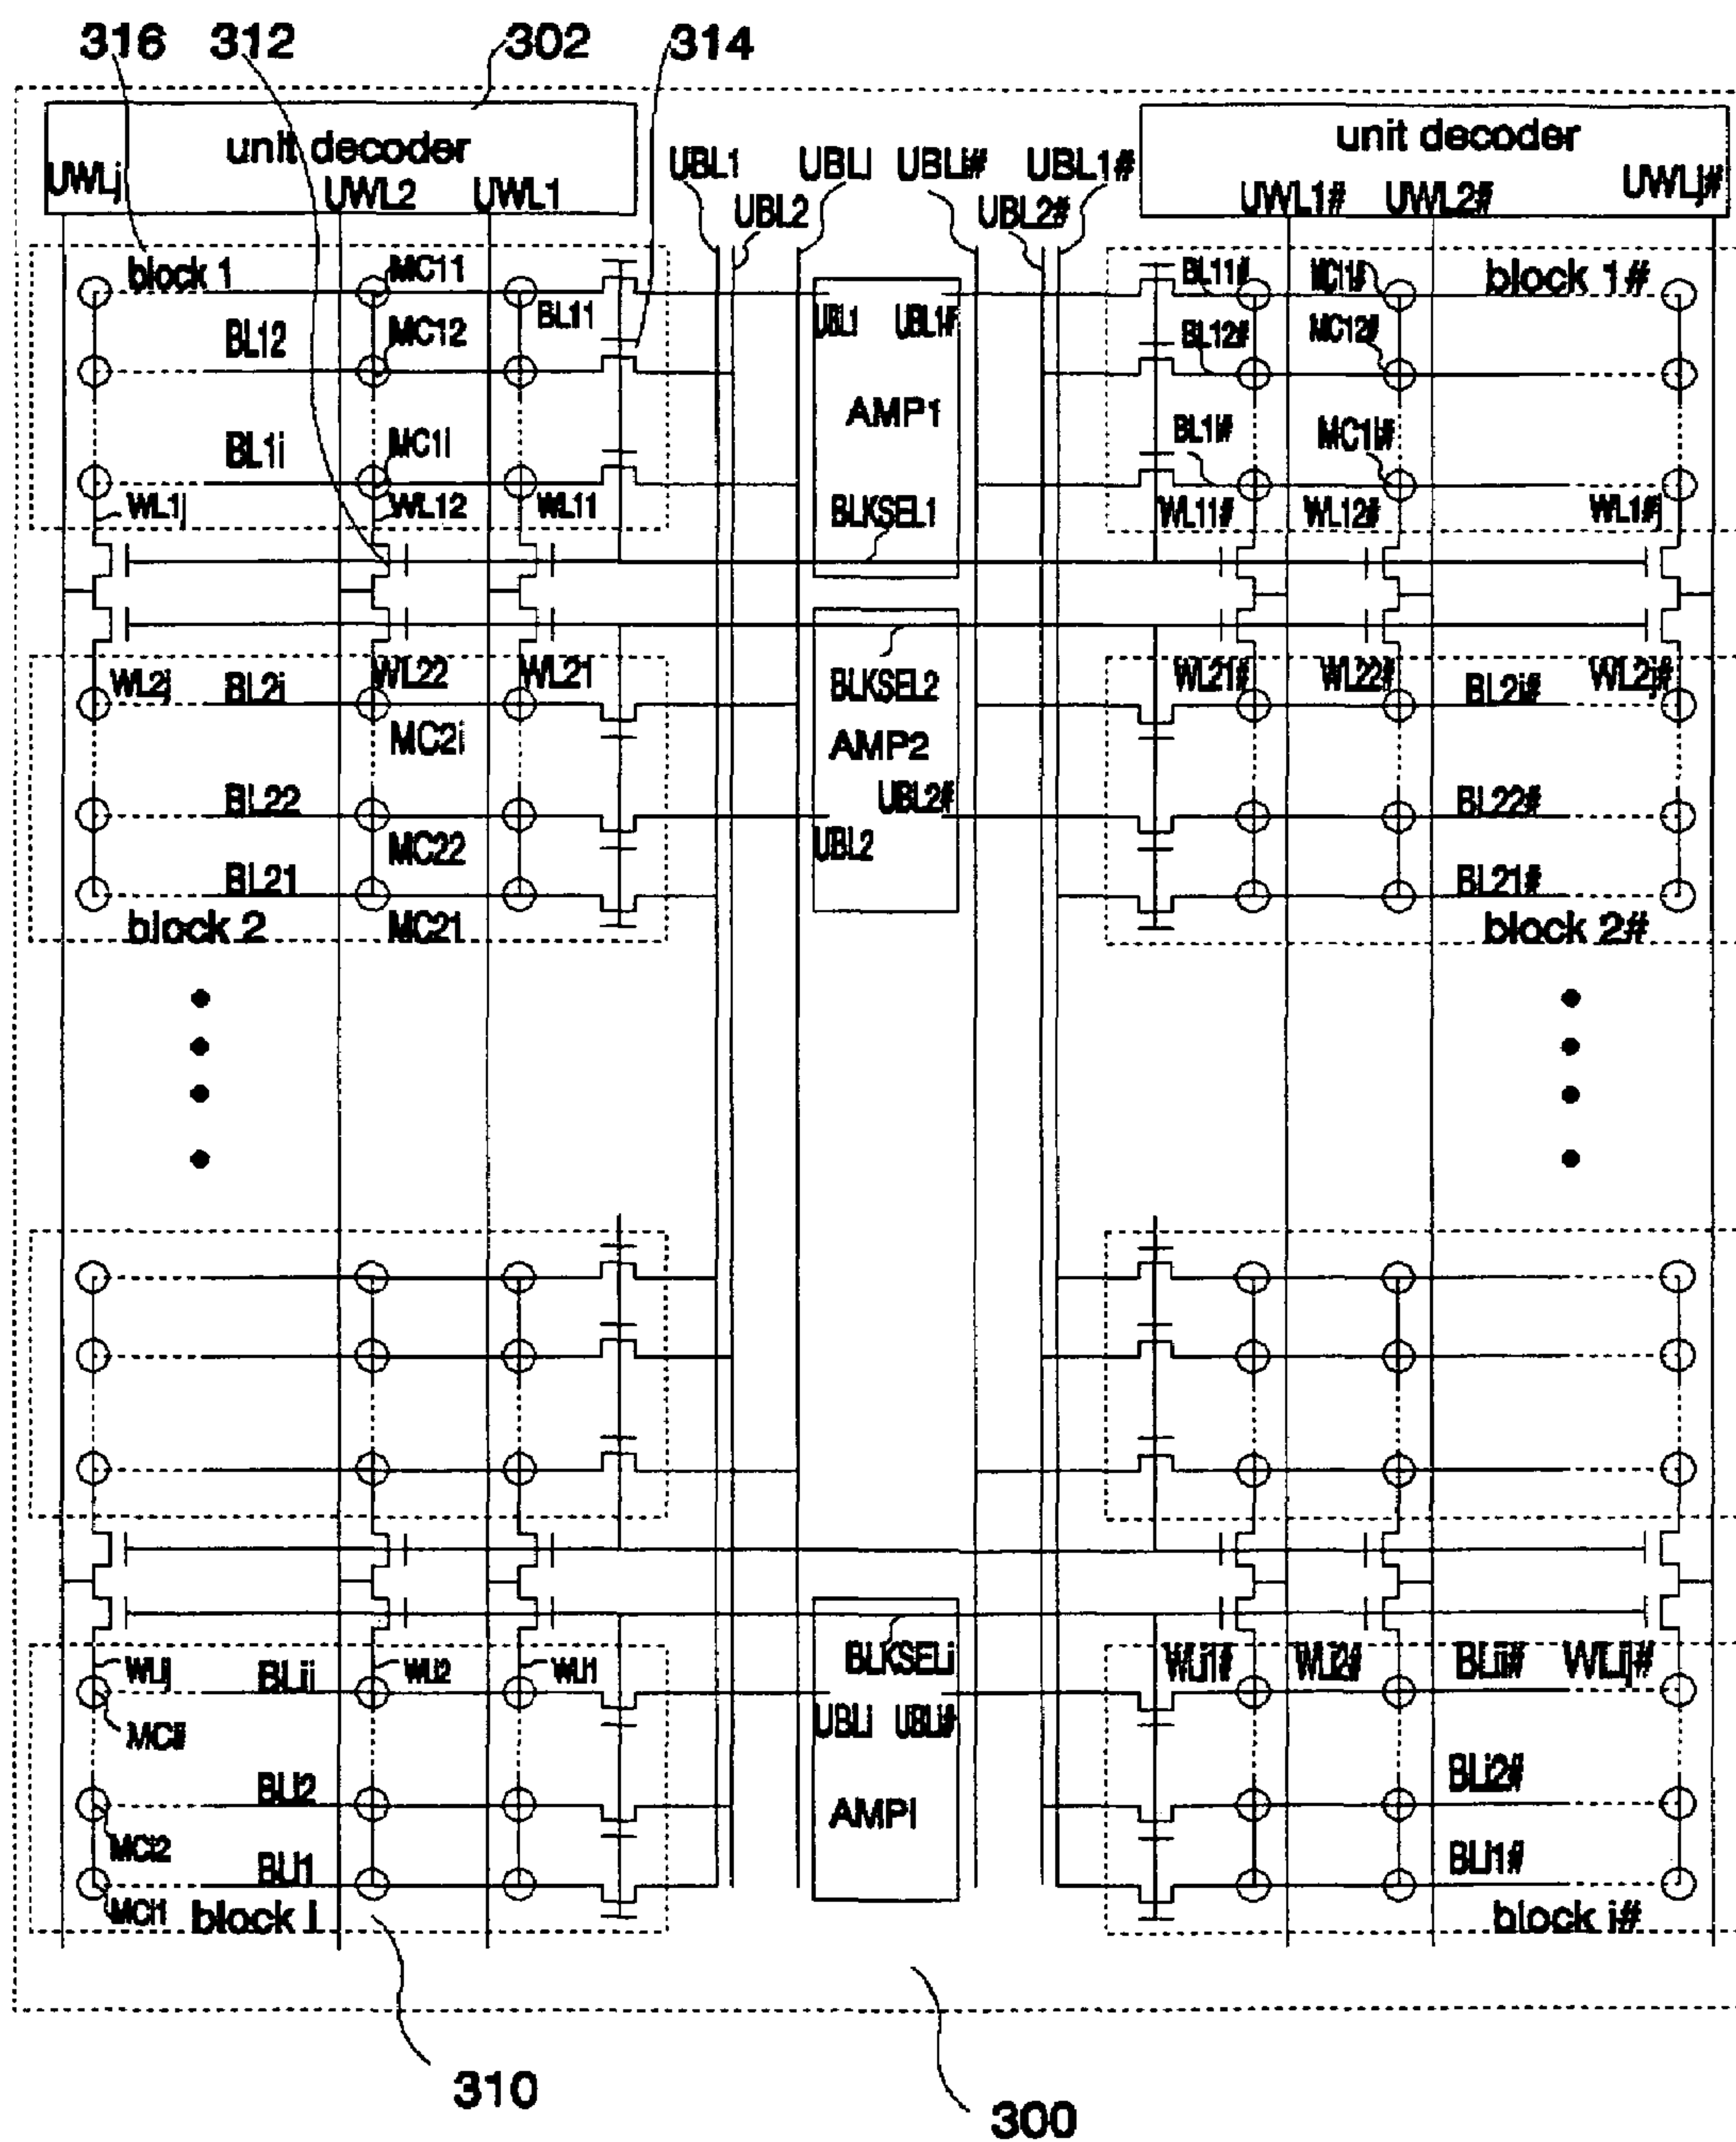 316 312 302 314
unit decoder unit decoder
UWLj UWL2 UWL1 UBL1 UBL2 UBLi UBLi# UBL2# UBL1# UWL1# UWL2# UWLj#
block 1 MC11 BL11 BL11# MC11# block 1#
BL12 MC12 UBL1 UBL1# BL12# MC12#
AMP1
BL1i MC1i BL1i# MC1i#
WL1j WL12 WL11 BLKSEL1 WL11# WL12# WL1#j
WL2j BL2i WL22 WL21 BLKSEL2 WL21# WL22# BL2i# WL2j#
MC2i AMP2
BL22 UBL2# BL22#
MC22 UBL2
BL21 BL21#
block 2 MC21 block 2#
WLij BLii WLi2 WLi1 BLKSELi WLi1# WLi2# BLii# WLij#
MCii UBLi UBLi#
BLi2 BLi2#
MCi2 AMPi
BLi1 BLi1#
MCi1 block i block i#
310
300